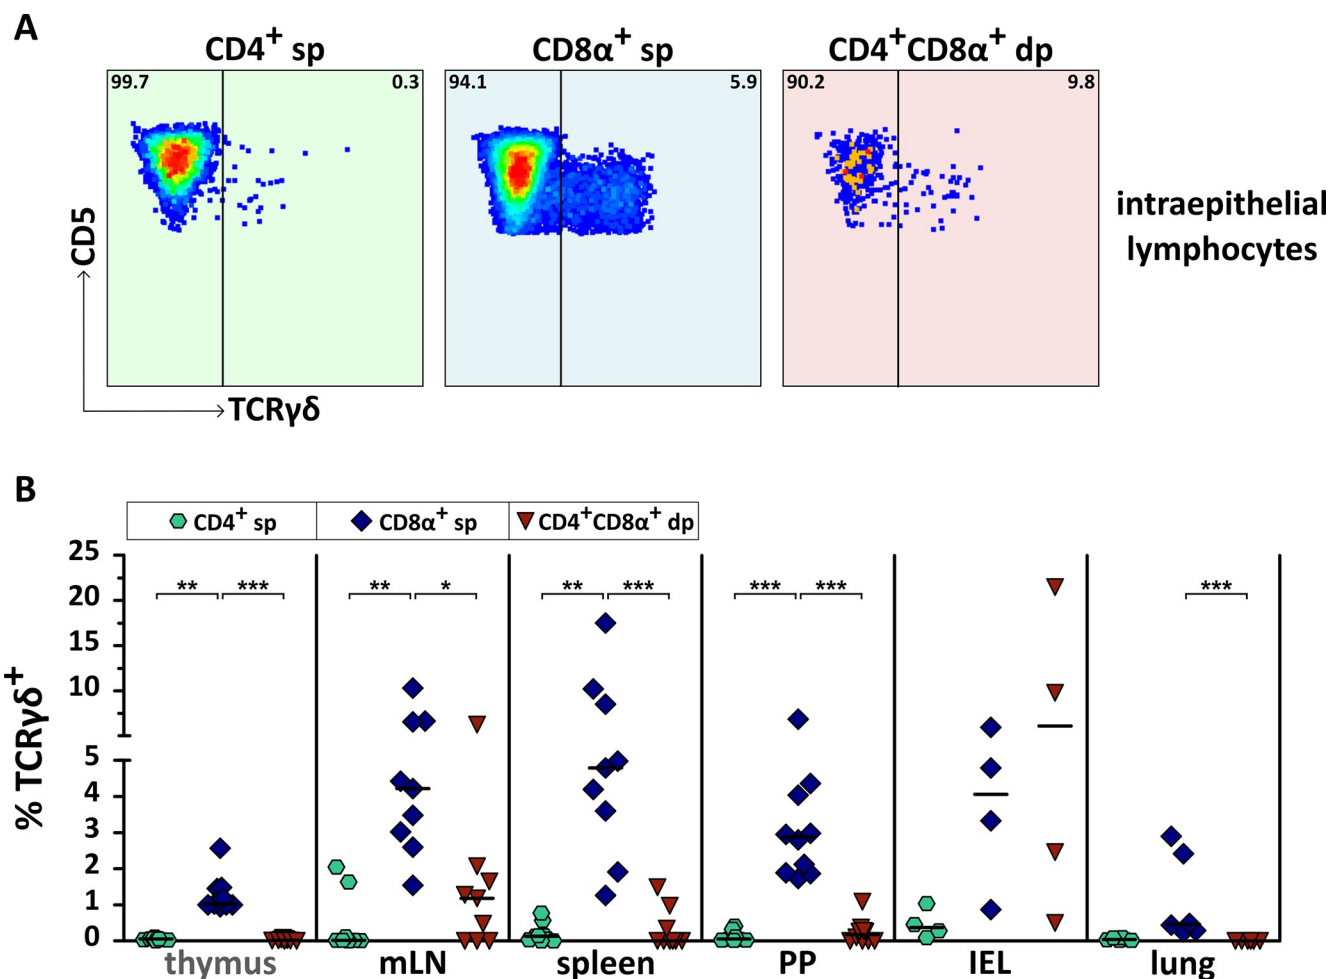 A
CD4+ sp
CD8α+ sp
CD4+CD8α+ dp
99.7
0.3
94.1
5.9
90.2
9.8
CD5
TCRγδ
intraepithelial
lymphocytes
B
CD4+ sp
CD8α+ sp
CD4+CD8α+ dp
% TCRγδ+
25
20
15
10
5
4
3
2
1
0
** ***
** *
** ***
*** ***
***
thymus
mLN
spleen
PP
IEL
lung